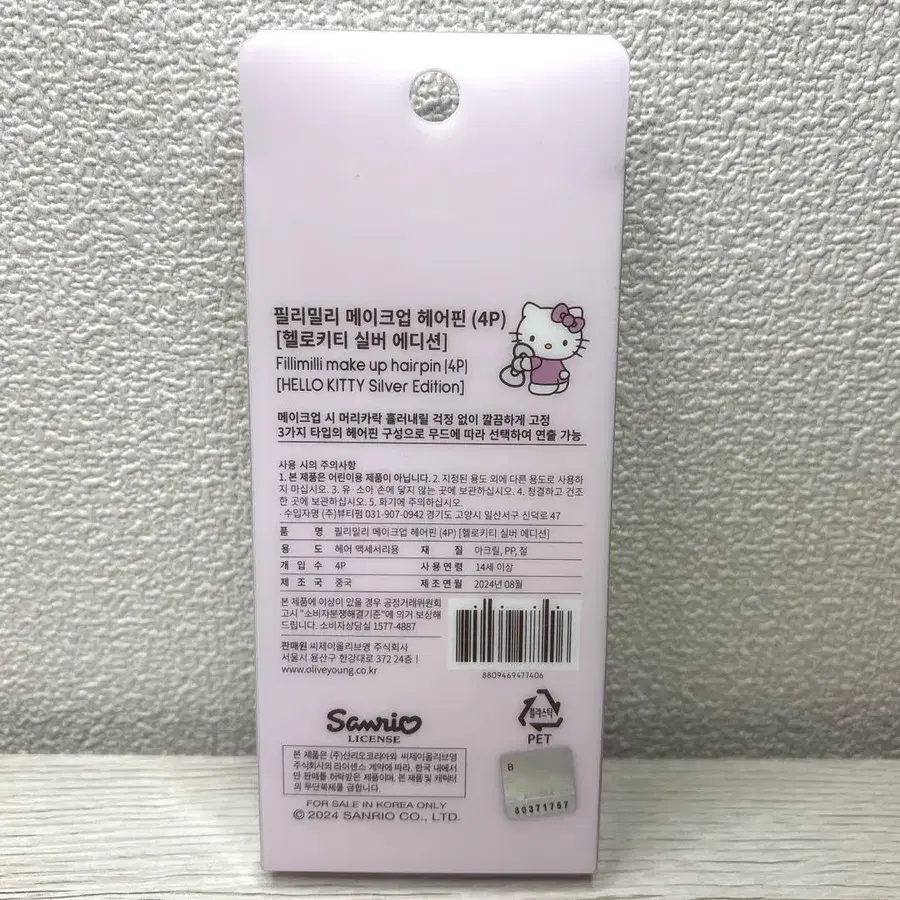 필리밀리 메이크업 헤어핀 (4P)
[헬로키티 실버 에디션]
Fillimilli make up hairpin (4P)
[HELLO KITTY Silver Edition]
메이크업 시 머리카락 흘러내릴 걱정 없이 깔끔하게 고정
3가지 타입의 헤어핀 구성으로 무드에 따라 선택하여 연출 가능
사용 시의 주의사항
1. 본 제품은 어린이용 제품이 아닙니다. 2. 지정된 용도 외에 다른 용도로 사용하
지 마십시오. 3. 유·소아 손에 닿지 않는 곳에 보관하십시오. 4. 청결하고 건조
한 곳에 보관하십시오. 5. 화기에 주의하십시오.
· 수입자명 (주)뷰티펌 031-907-0942 경기도 고양시 일산서구 신덕로 47
품 명 필리밀리 메이크업 헤어핀 (4P) [헬로키티 실버 에디션]
용 도 헤어 액세서리용 재 질 아크릴, PP, 철
개 입 수 4P 사용연령 14세 이상
제 조 국 중국 제조연월 2024년 08월
본 제품에 이상이 있을 경우 공정거래위원회
고시 "소비자분쟁해결기준"에 의거 보상해
드립니다. 소비자상담실 1577-4887
판매원 씨제이올리브영 주식회사
서울시 용산구 한강대로 372 24층 |
www.oliveyoung.co.kr
8809469477406
Sanrio
LICENSE
플라스틱
PET
본 제품은 (주)산리오코리아와 씨제이올리브영
주식회사의 라이센스 계약에 따라, 한국 내에서
만 판매를 허락받은 제품이며, 본 제품 및 캐릭터
의 무단복제를 금합니다.
B
80371767
FOR SALE IN KOREA ONLY
© 2024 SANRIO CO., LTD.